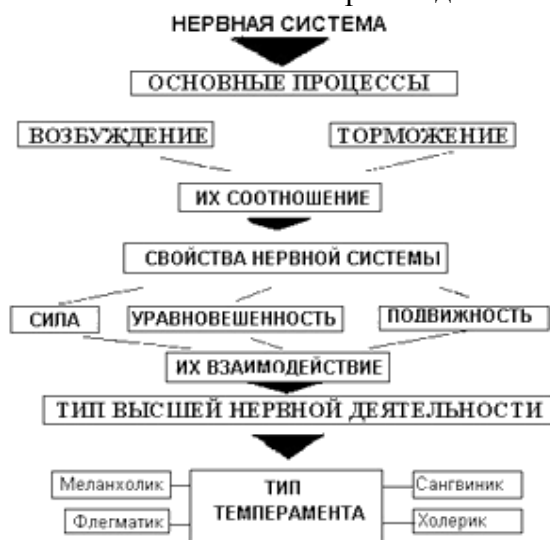 НЕРВНАЯ СИСТЕМА
ОСНОВНЫЕ ПРОЦЕССЫ
ВОЗБУЖДЕНИЕ ТОРМОЖЕНИЕ
ИХ СООТНОШЕНИЕ
СВОЙСТВА НЕРВНОЙ СИСТЕМЫ
СИЛА УРАВНОВЕШЕННОСТЬ ПОДВИЖНОСТЬ
ИХ ВЗАИМОДЕЙСТВИЕ
ТИП ВЫСШЕЙ НЕРВНОЙ ДЕЯТЕЛЬНОСТИ
Меланхолик ТИП Сангвиник
Флегматик ТЕМПЕРАМЕНТА Холерик